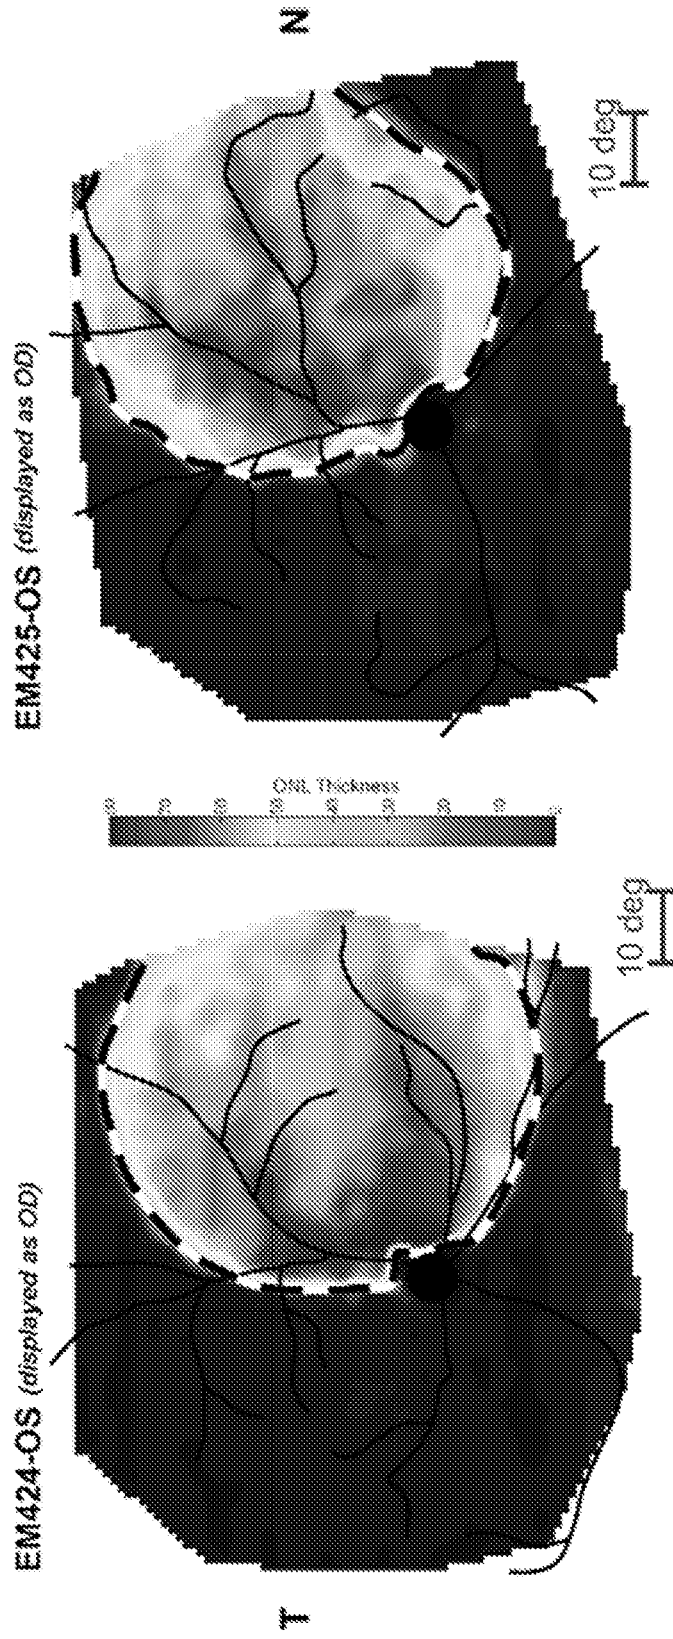 EM424-OS (displayed as OD)
EM425-OS (displayed as OD)
T
N
ONL Thickness
10 deg
10 deg